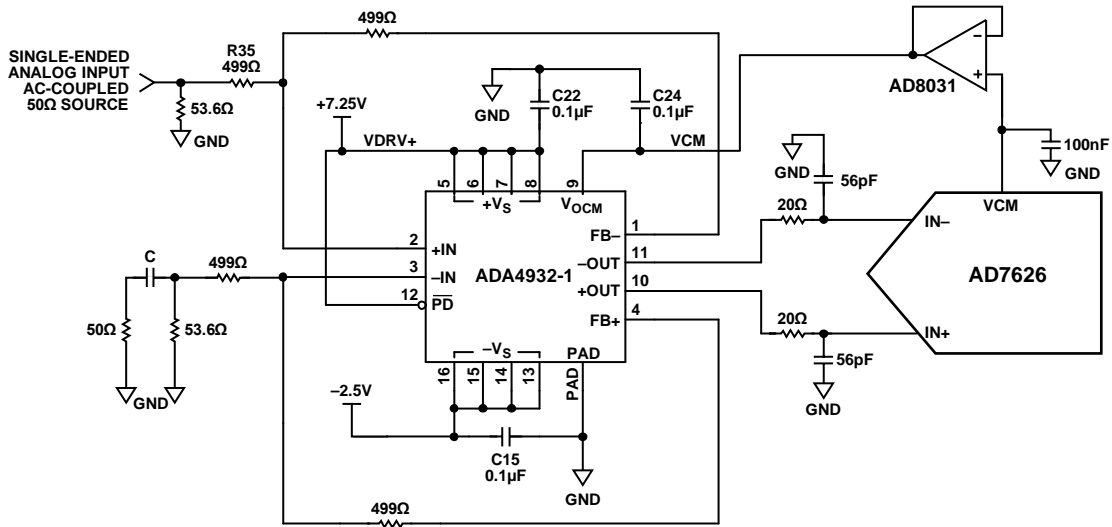 SINGLE-ENDED
ANALOG INPUT
AC-COUPLED
50Ω SOURCE
53.6Ω
GND
R35
499Ω
499Ω
+7.25V
VDRV+
GND
C22
0.1µF
C24
0.1µF
VCM
AD8031
–
+
100nF
GND
5
6
7
8
9
+VS
VOCM
2
+IN
3
–IN
12
PD
ADA4932-1
FB–
1
–OUT
11
+OUT
10
FB+
4
–VS
PAD
16
15
14
13
PAD
C
499Ω
50Ω
53.6Ω
GND
–2.5V
C15
0.1µF
GND
499Ω
GND
56pF
20Ω
20Ω
56pF
GND
VCM
IN–
AD7626
IN+